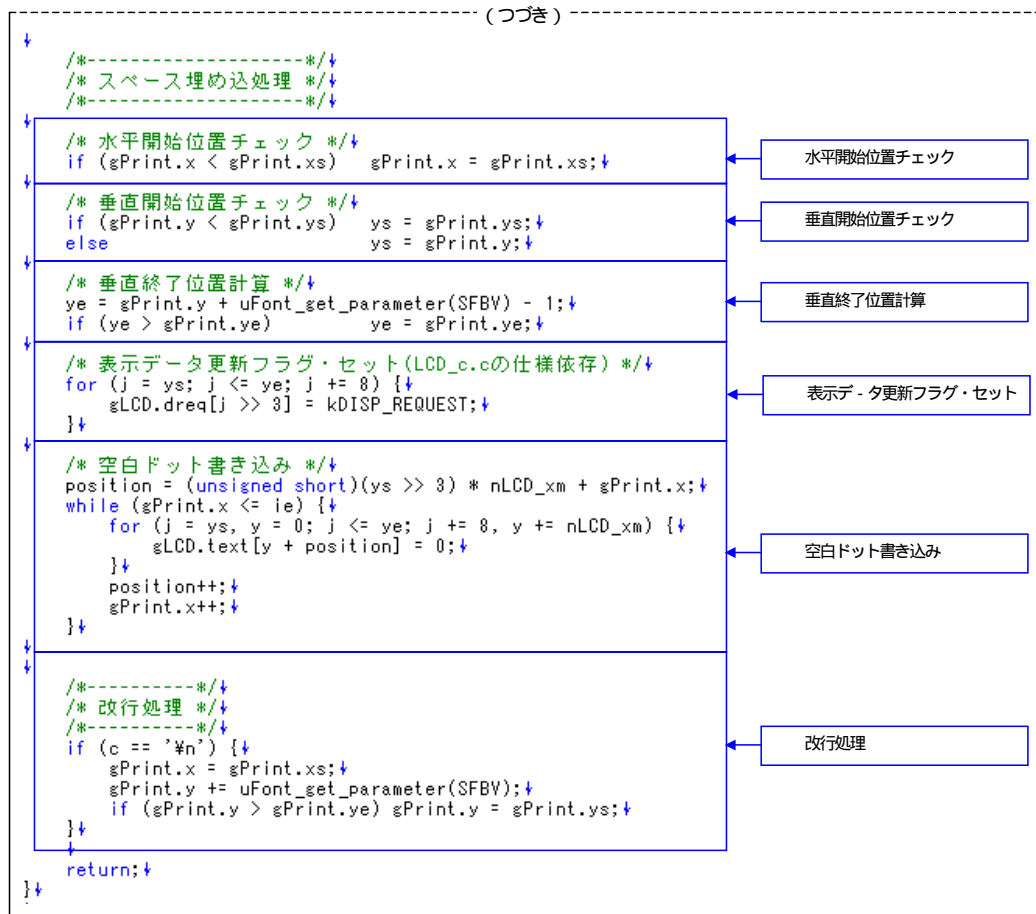 (つづき)
/*--------------------*/
/* スペース埋め込処理 */
/*--------------------*/
/* 水平開始位置チェック */
if (gPrint.x < gPrint.xs)   gPrint.x = gPrint.xs;
水平開始位置チェック
/* 垂直開始位置チェック */
if (gPrint.y < gPrint.ys)   ys = gPrint.ys;
else                        ys = gPrint.y;
垂直開始位置チェック
/* 垂直終了位置計算 */
ye = gPrint.y + uFont_get_parameter(SFBV) - 1;
if (ye > gPrint.ye)         ye = gPrint.ye;
垂直終了位置計算
/* 表示データ更新フラグ・セット(LCD_c.cの仕様依存) */
for (j = ys; j <= ye; j += 8) {
    gLCD.dreq[j >> 3] = kDISP_REQUEST;
}
表示デ-タ更新フラグ・セット
/* 空白ドット書き込み */
position = (unsigned short)(ys >> 3) * nLCD_xm + gPrint.x;
while (gPrint.x <= ie) {
    for (j = ys, y = 0; j <= ye; j += 8, y += nLCD_xm) {
        gLCD.text[y + position] = 0;
    }
    position++;
    gPrint.x++;
}
空白ドット書き込み
/*----------*/
/* 改行処理 */
/*----------*/
if (c == '¥n') {
    gPrint.x = gPrint.xs;
    gPrint.y += uFont_get_parameter(SFBV);
    if (gPrint.y > gPrint.ye) gPrint.y = gPrint.ys;
}
改行処理
return;
}